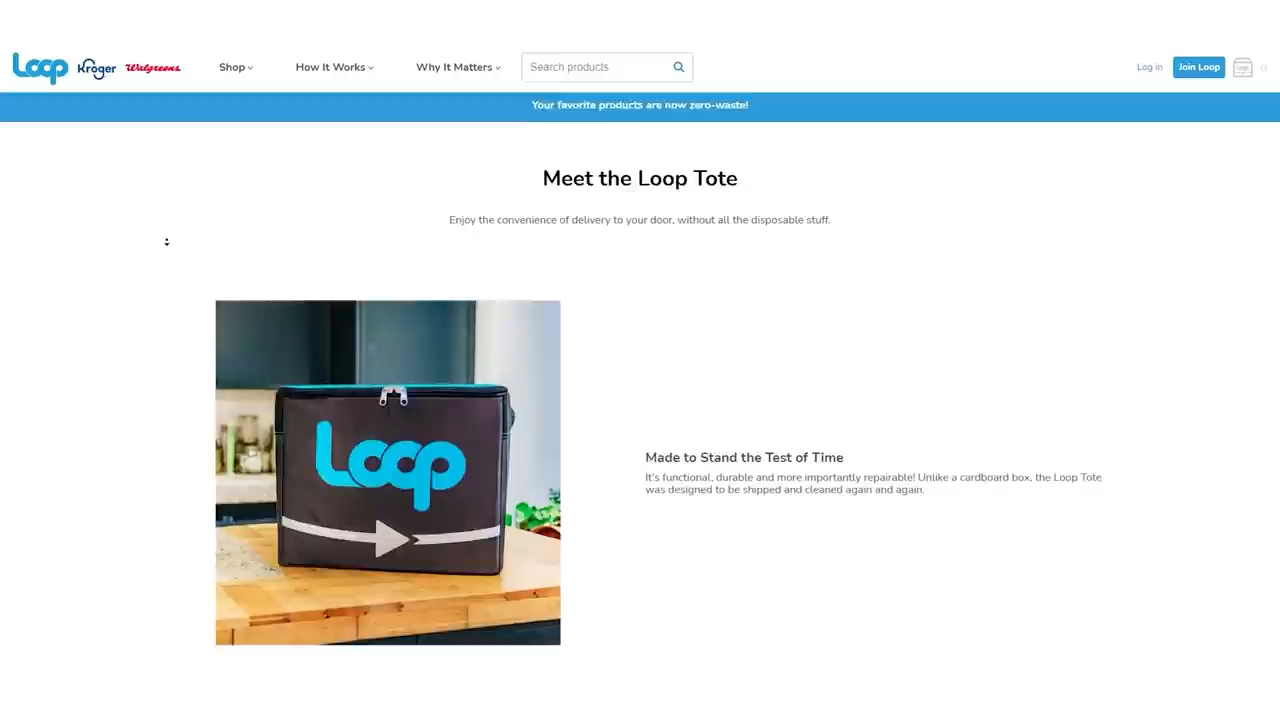 Loop Kroger Walgreens Shop How It Works Why It Matters Search products Log in Join Loop
Your favorite products are now zero-waste!
Meet the Loop Tote
Enjoy the convenience of delivery to your door, without all the disposable stuff.
Loop
Made to Stand the Test of Time
It's functional, durable and more importantly repairable! Unlike a cardboard box, the Loop Tote
was designed to be shipped and cleaned again and again.